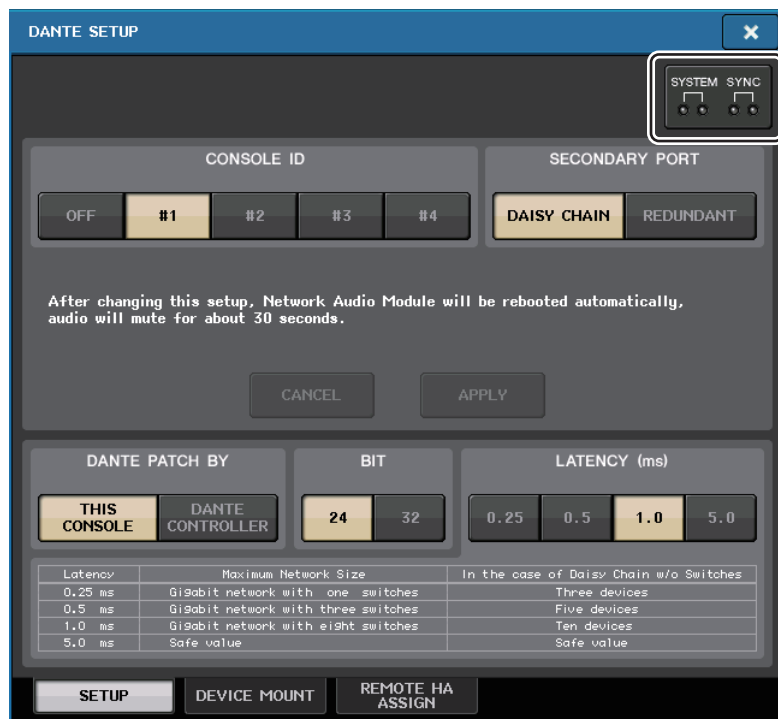 DANTE SETUP
SYSTEM SYNC
CONSOLE ID
SECONDARY PORT
OFF #1 #2 #3 #4
DAISY CHAIN REDUNDANT
After changing this setup, Network Audio Module will be rebooted automatically,
audio will mute for about 30 seconds.
CANCEL APPLY
DANTE PATCH BY
BIT
LATENCY (ms)
THIS
CONSOLE
DANTE
CONTROLLER
24 32
0.25 0.5 1.0 5.0
Latency Maximum Network Size In the case of Daisy Chain w/o Switches
0.25 ms Gigabit network with one switches Three devices
0.5 ms Gigabit network with three switches Five devices
1.0 ms Gigabit network with eight switches Ten devices
5.0 ms Safe value Safe value
SETUP DEVICE MOUNT
REMOTE HA
ASSIGN